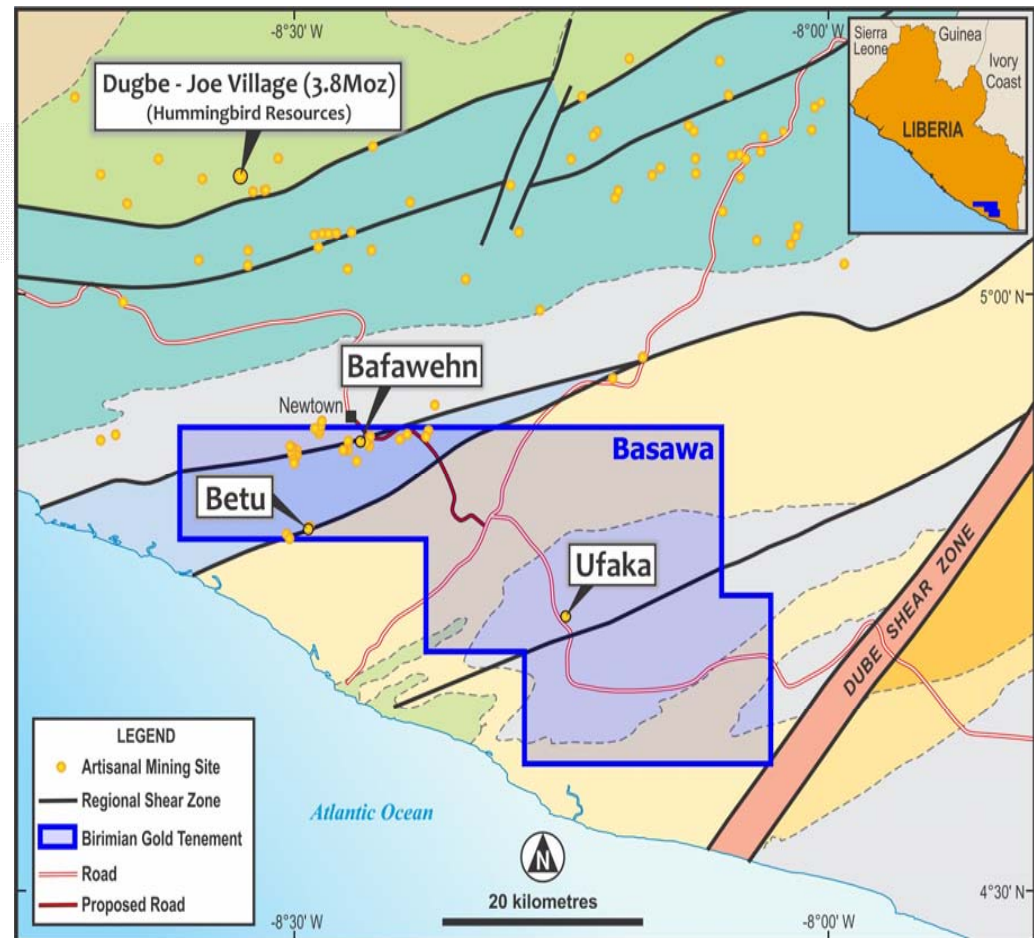 -8°30' W
-8°00' W
Sierra
Leone
Guinea
Ivory
Coast
LIBERIA
Dugbe - Joe Village (3.8Moz)
(Hummingbird Resources)
5°00' N
Bafawehn
Newtown
Basawa
Betu
Ufaka
DUBE SHEAR ZONE
LEGEND
Artisanal Mining Site
Regional Shear Zone
Birimian Gold Tenement
Road
Proposed Road
Atlantic Ocean
N
20 kilometres
4°30' N
-8°30' W
-8°00' W